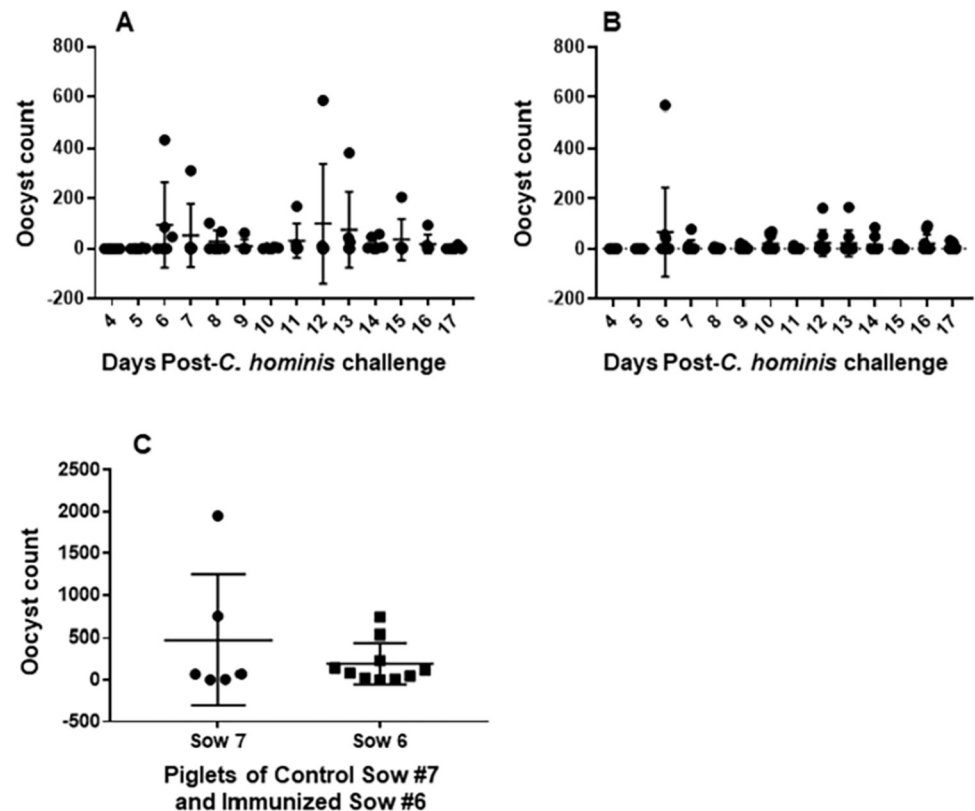 A
800
600
400
200
0
-200
Oocyst count
4 5 6 7 8 9 10 11 12 13 14 15 16 17
Days Post-C. hominis challenge
B
800
600
400
200
0
-200
Oocyst count
4 5 6 7 8 9 10 11 12 13 14 15 16 17
Days Post-C. hominis challenge
C
2500
2000
1500
1000
500
0
-500
Oocyst count
Sow 7 Sow 6
Piglets of Control Sow #7
and Immunized Sow #6